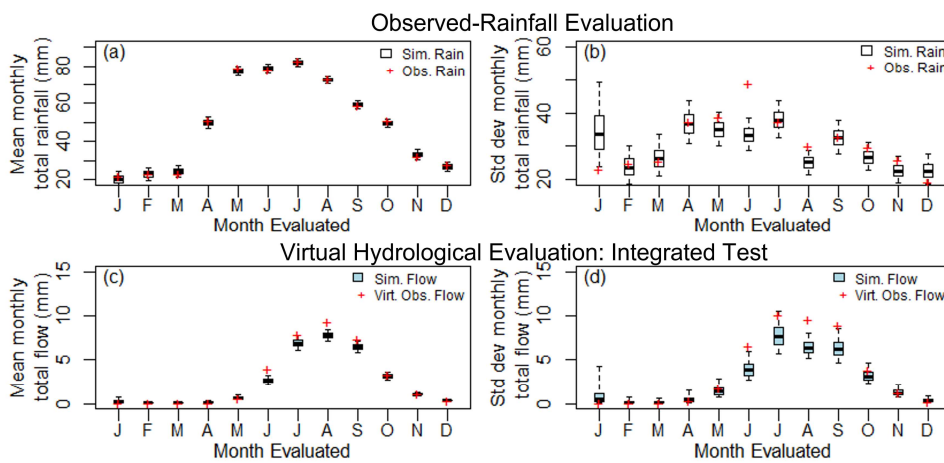 Observed-Rainfall Evaluation
(a)
Sim. Rain
Obs. Rain
Mean monthly
total rainfall (mm)
20 40 60 80
J F M A M J J A S O N D
Month Evaluated
(b)
Sim. Rain
Obs. Rain
Std dev monthly
total rainfall (mm)
20 40 60
J F M A M J J A S O N D
Month Evaluated
Virtual Hydrological Evaluation: Integrated Test
(c)
Sim. Flow
Virt. Obs. Flow
Mean monthly
total flow (mm)
0 5 10 15
J F M A M J J A S O N D
Month Evaluated
(d)
Sim. Flow
Virt. Obs. Flow
Std dev monthly
total flow (mm)
0 5 10 15
J F M A M J J A S O N D
Month Evaluated